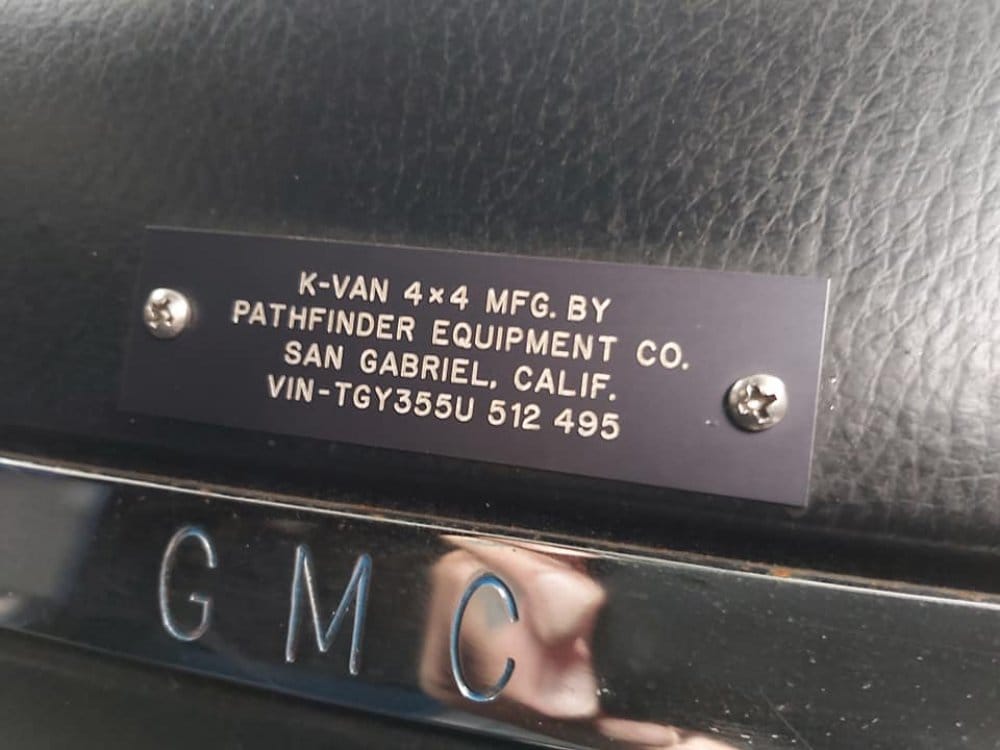 K-VAN 4×4 MFG. BY
PATHFINDER EQUIPMENT CO.
SAN GABRIEL, CALIF.
VIN-TGY355U 512 495
GMC